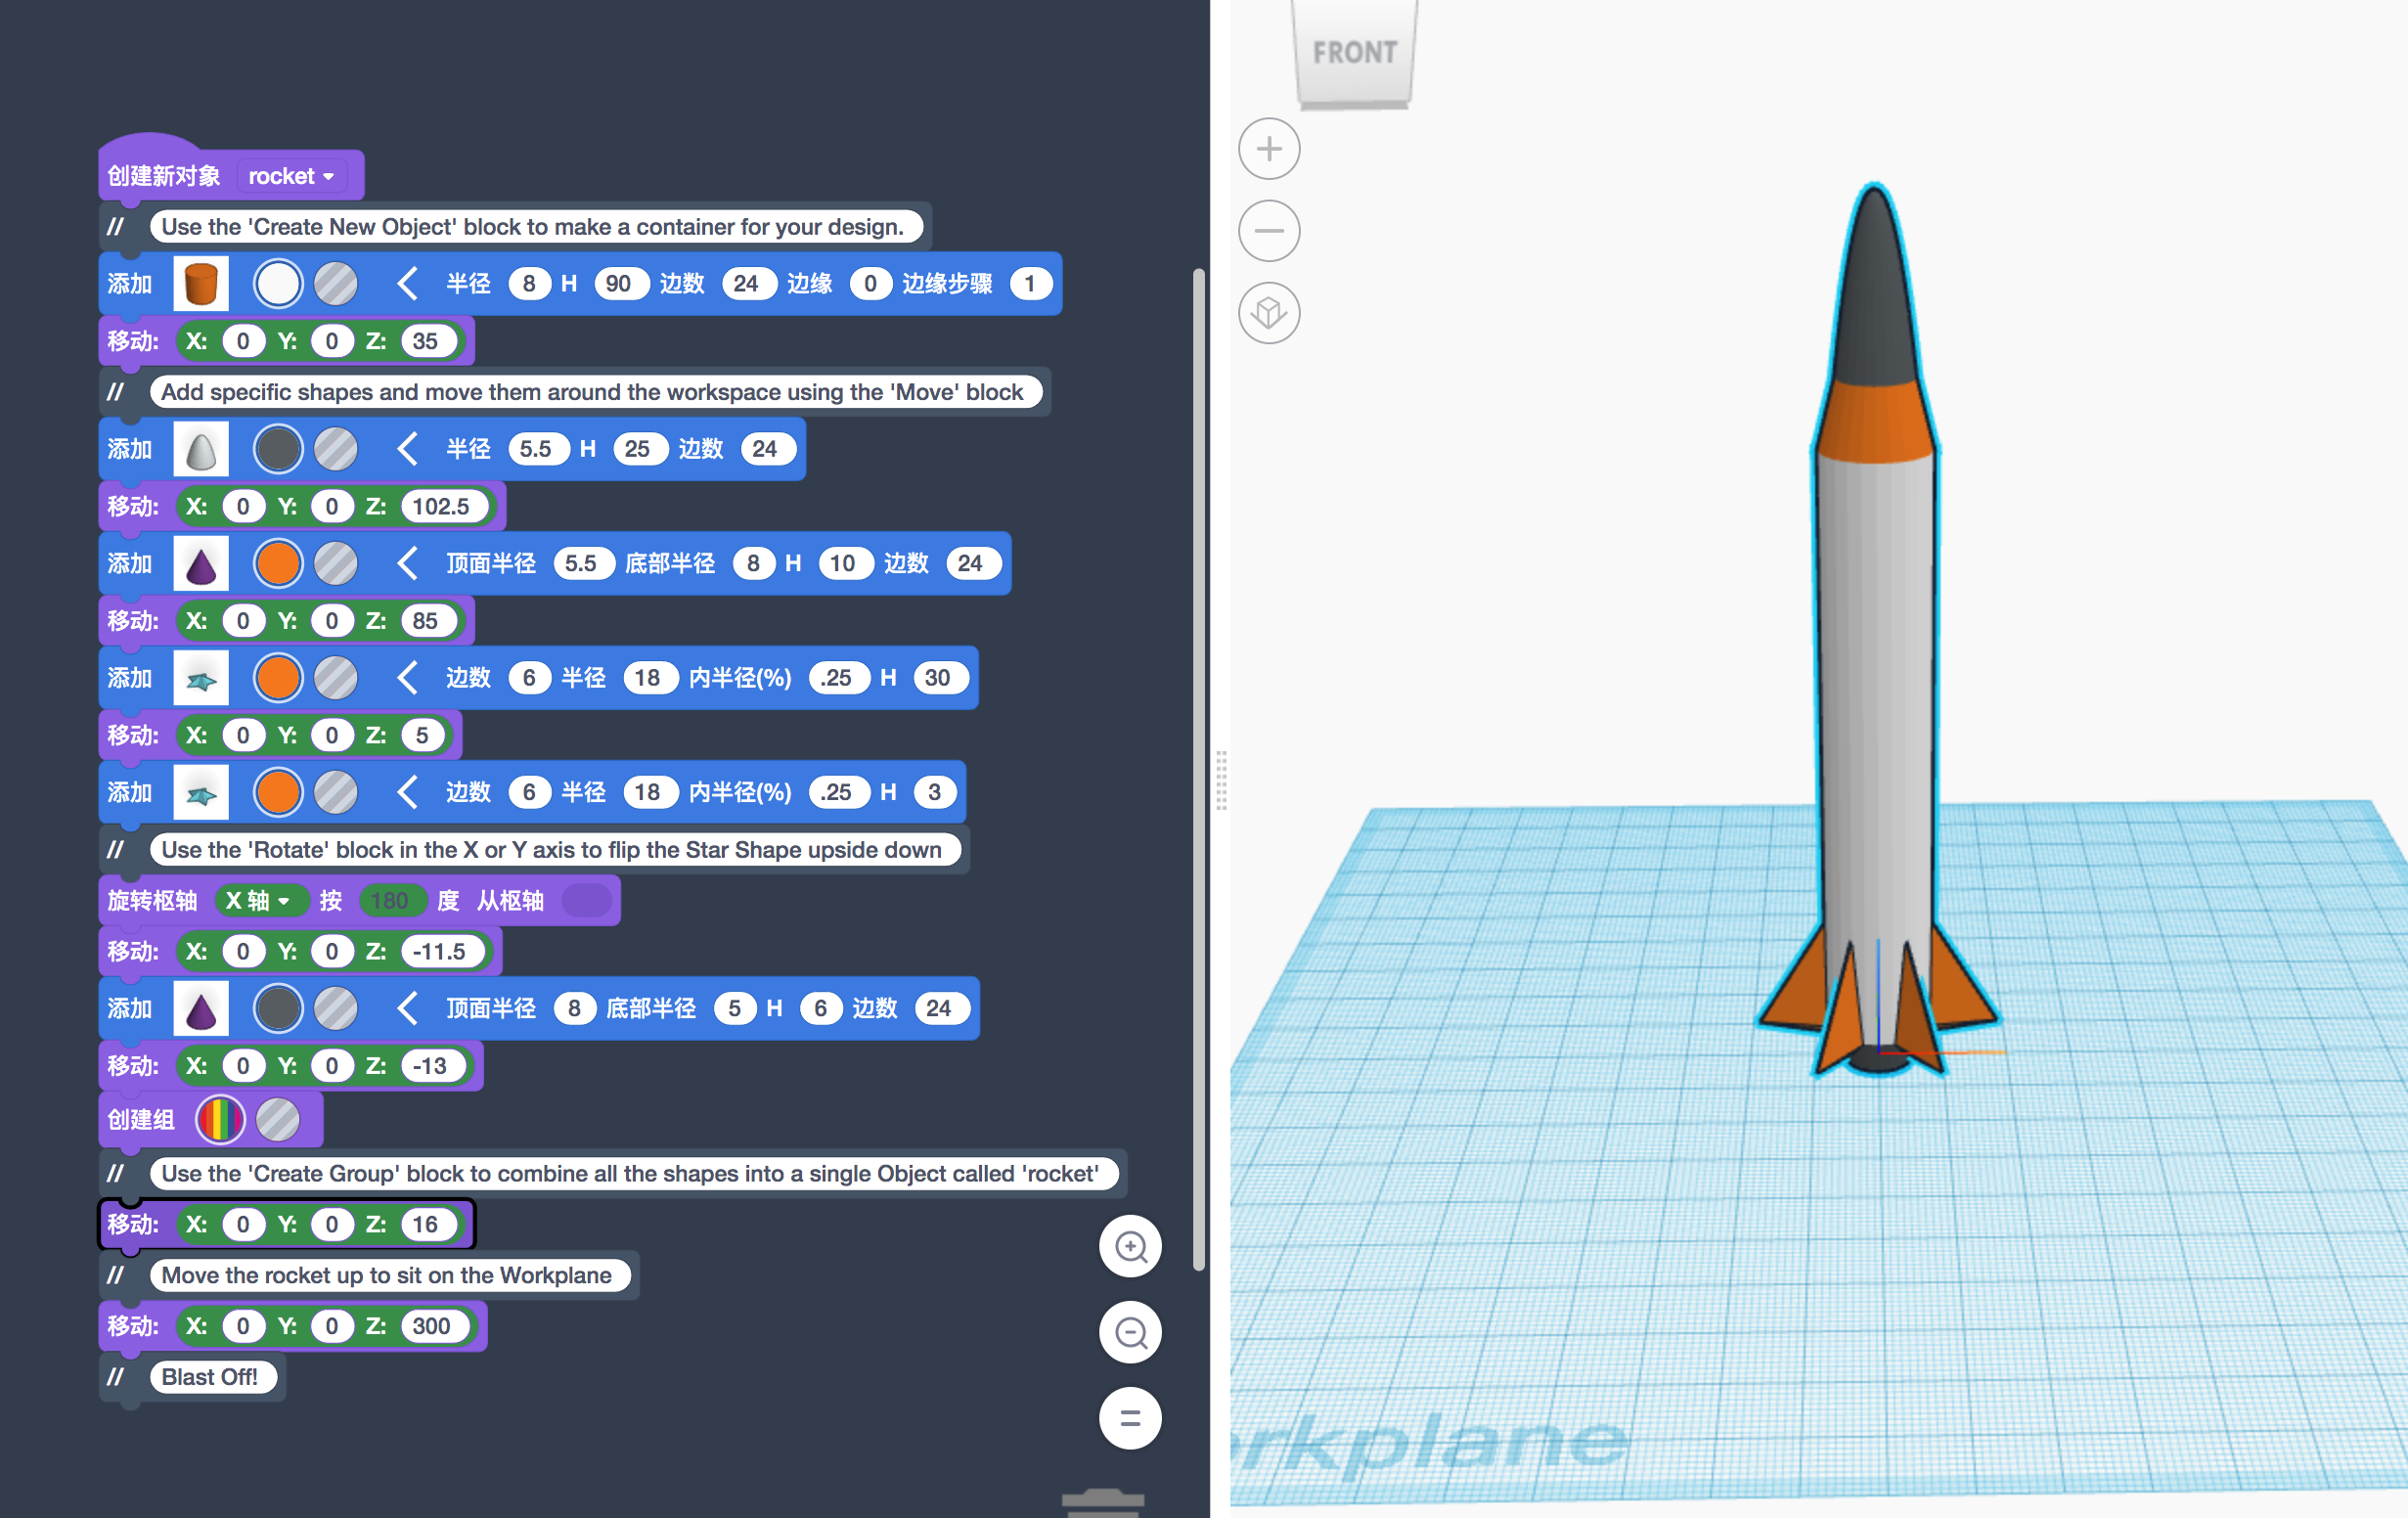 创建新对象 rocket
// Use the 'Create New Object' block to make a container for your design.
添加 半径 8 H 90 边数 24 边缘 0 边缘步骤 1
移动: X: 0 Y: 0 Z: 35
// Add specific shapes and move them around the workspace using the 'Move' block
添加 半径 5.5 H 25 边数 24
移动: X: 0 Y: 0 Z: 102.5
添加 顶面半径 5.5 底部半径 8 H 10 边数 24
移动: X: 0 Y: 0 Z: 85
添加 边数 6 半径 18 内半径(%) .25 H 30
移动: X: 0 Y: 0 Z: 5
添加 边数 6 半径 18 内半径(%) .25 H 3
// Use the 'Rotate' block in the X or Y axis to flip the Star Shape upside down
旋转枢轴 X 轴 按 180 度 从枢轴
移动: X: 0 Y: 0 Z: -11.5
添加 顶面半径 8 底部半径 5 H 6 边数 24
移动: X: 0 Y: 0 Z: -13
创建组
// Use the 'Create Group' block to combine all the shapes into a single Object called 'rocket'
移动: X: 0 Y: 0 Z: 16
// Move the rocket up to sit on the Workplane
移动: X: 0 Y: 0 Z: 300
// Blast Off!
FRONT
orkplane